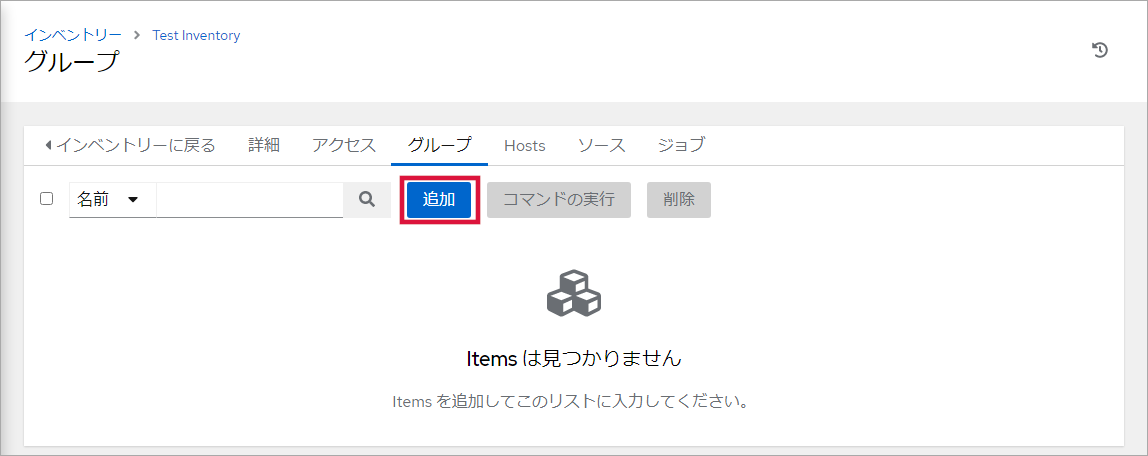 インベントリー > Test Inventory
グループ
インベントリーに戻る 詳細 アクセス グループ Hosts ソース ジョブ
名前 追加 コマンドの実行 削除
Items は見つかりません
Items を追加してこのリストに入力してください。